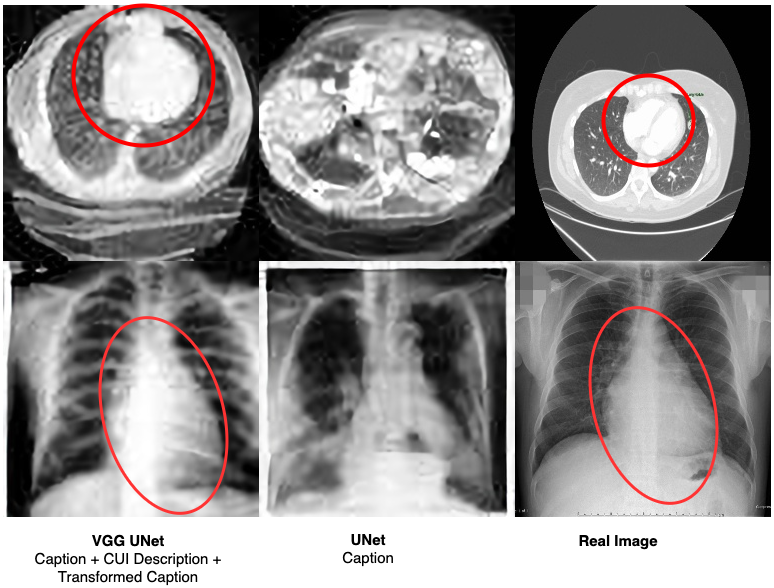 VGG UNet
Caption + CUI Description +
Transformed Caption
UNet
Caption
Real Image